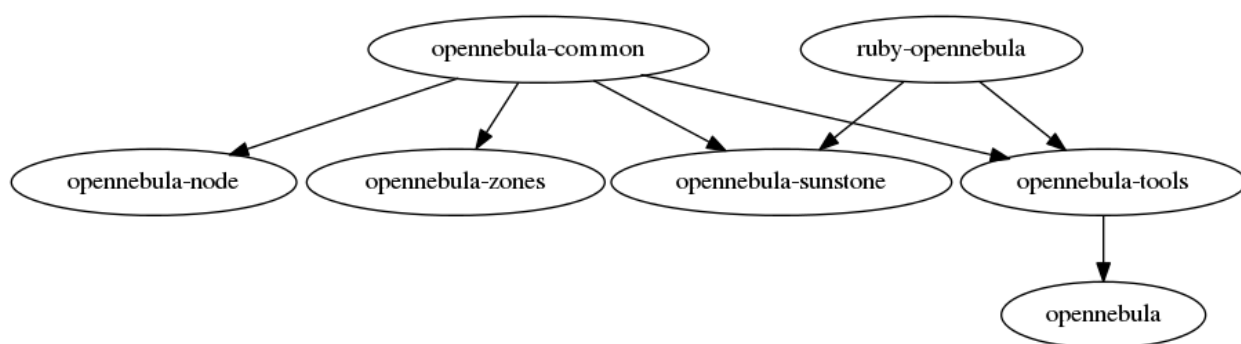 opennebula-common
ruby-opennebula
opennebula-node
opennebula-zones
opennebula-sunstone
opennebula-tools
opennebula